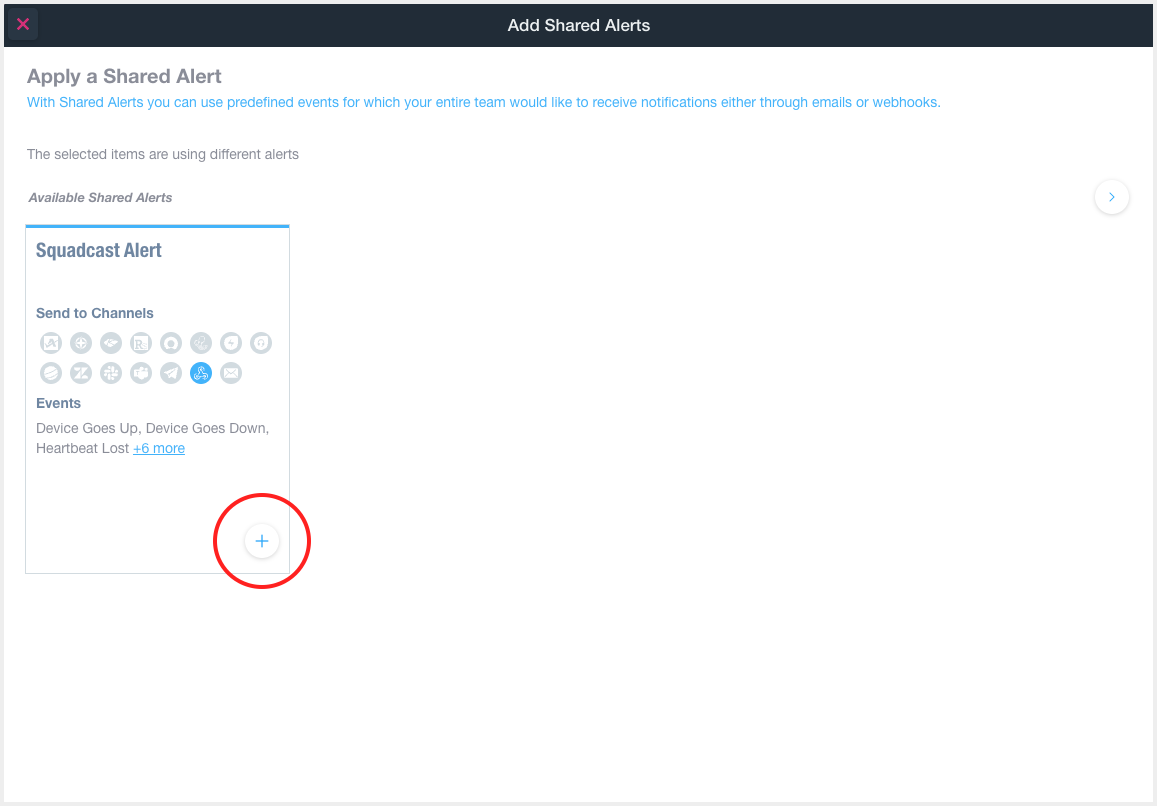 Add Shared Alerts
Apply a Shared Alert
With Shared Alerts you can use predefined events for which your entire team would like to receive notifications either through emails or webhooks.
The selected items are using different alerts
Available Shared Alerts
Squadcast Alert
Send to Channels
Events
Device Goes Up, Device Goes Down,
Heartbeat Lost +6 more